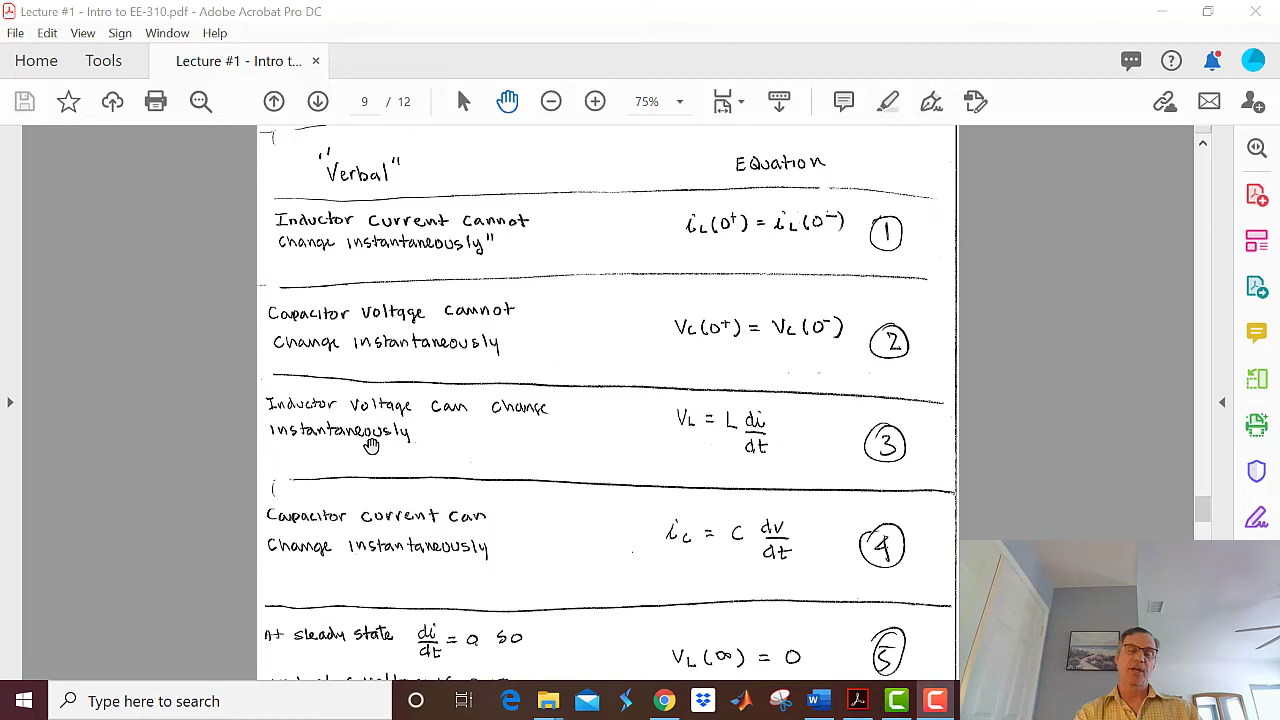 Lecture #1 - Intro to EE-310.pdf - Adobe Acrobat Pro DC
File Edit View Sign Window Help
Home Tools Lecture #1 - Intro t... ×
9 / 12 75%
"Verbal" Equation
Inductor current cannot
change instantaneously"
iL(0+) = iL(0−) 1
Capacitor voltage cannot
change instantaneously
VC(0+) = VC(0−) 2
Inductor voltage can change
instantaneously
VL = L di/dt 3
Capacitor current can
change instantaneously
iC = C dv/dt 4
At steady state di/dt = 0 so
VL(∞) = 0 5
Type here to search